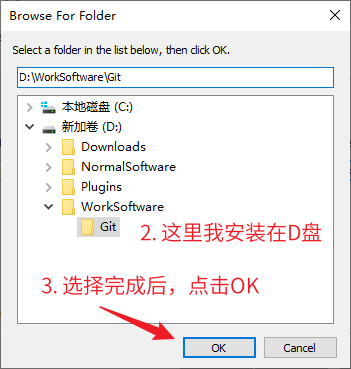 Browse For Folder
Select a folder in the list below, then click OK.
D:\WorkSoftware\Git
本地磁盘 (C:)
新加卷 (D:)
Downloads
NormalSoftware
Plugins
WorkSoftware
Git
2. 这里我安装在D盘
3. 选择完成后，点击OK
OK
Cancel